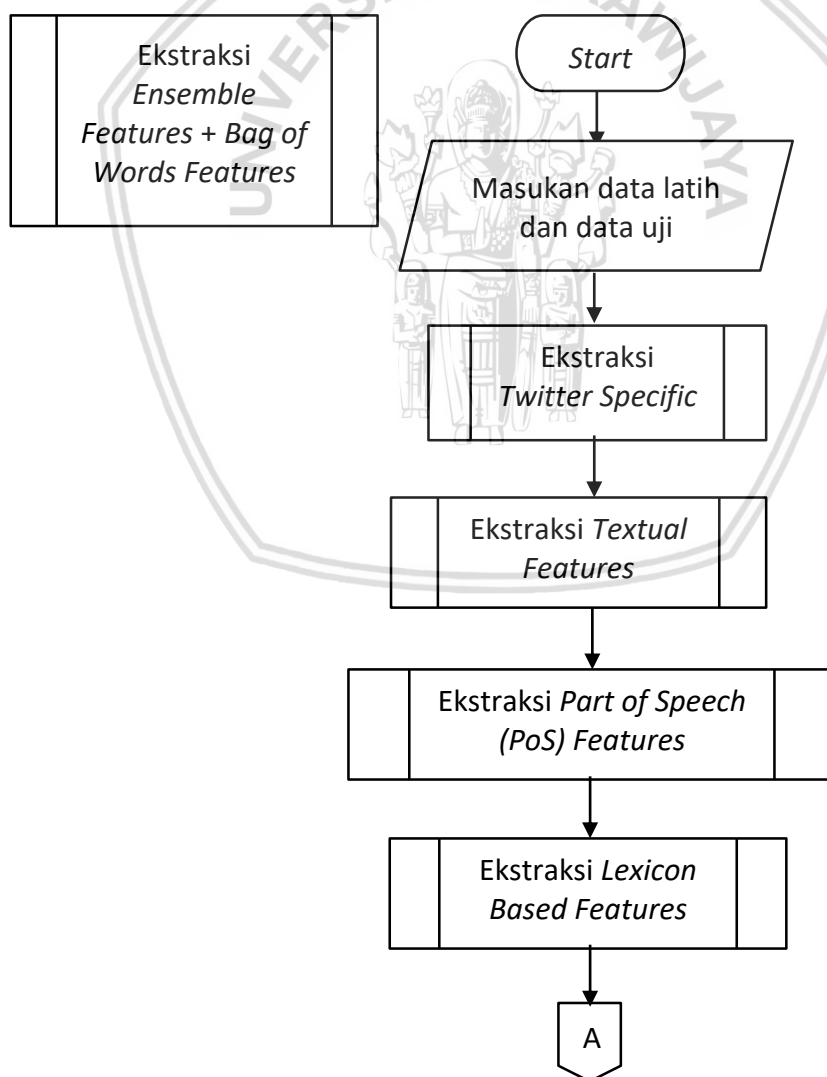 Ekstraksi
Ensemble
Features + Bag of
Words Features
Start
Masukan data latih
dan data uji
Ekstraksi
Twitter Specific
Ekstraksi Textual
Features
Ekstraksi Part of Speech
(PoS) Features
Ekstraksi Lexicon
Based Features
A